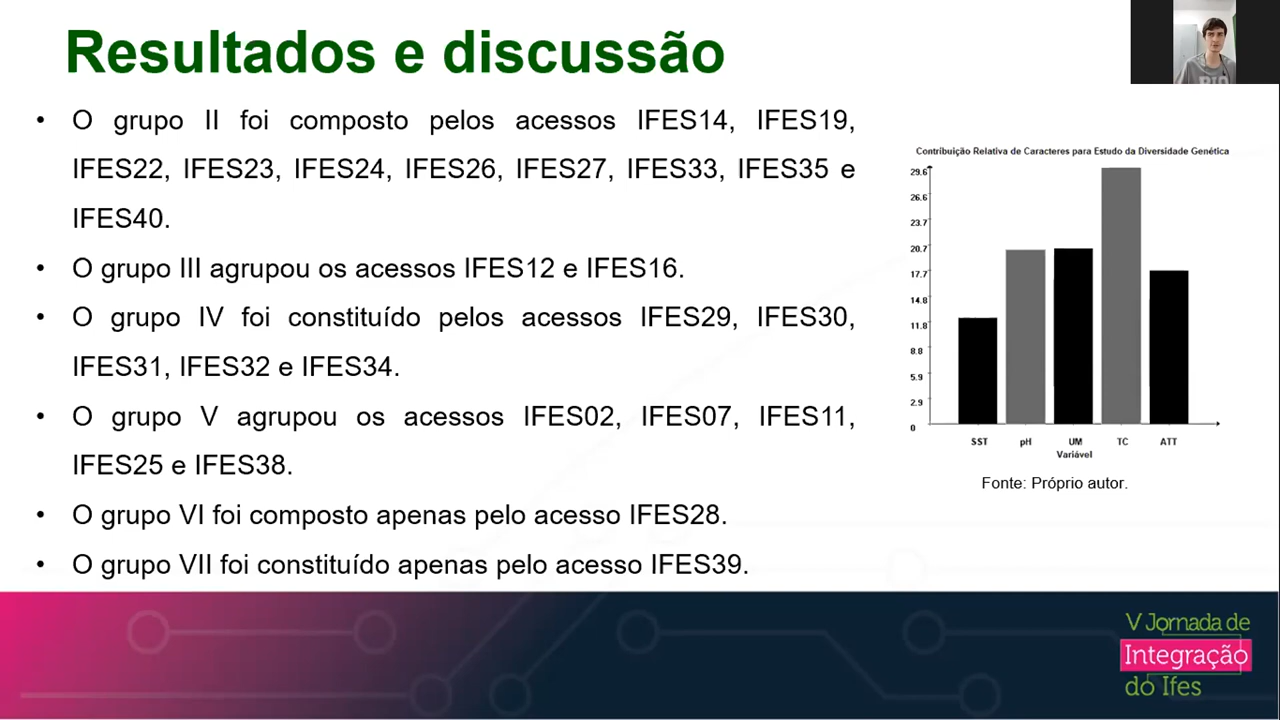 Resultados e discussão
• O grupo II foi composto pelos acessos IFES14, IFES19,
IFES22, IFES23, IFES24, IFES26, IFES27, IFES33, IFES35 e
IFES40.
• O grupo III agrupou os acessos IFES12 e IFES16.
• O grupo IV foi constituído pelos acessos IFES29, IFES30,
IFES31, IFES32 e IFES34.
• O grupo V agrupou os acessos IFES02, IFES07, IFES11,
IFES25 e IFES38.
• O grupo VI foi composto apenas pelo acesso IFES28.
• O grupo VII foi constituído apenas pelo acesso IFES39.
Contribuição Relativa de Caracteres para Estudo da Diversidade Genética
29.6
26.6
23.7
20.7
17.7
14.8
11.8
8.8
5.9
2.9
0
SST pH UM TC ATT
Variável
Fonte: Próprio autor.
V Jornada de
Integração
do Ifes